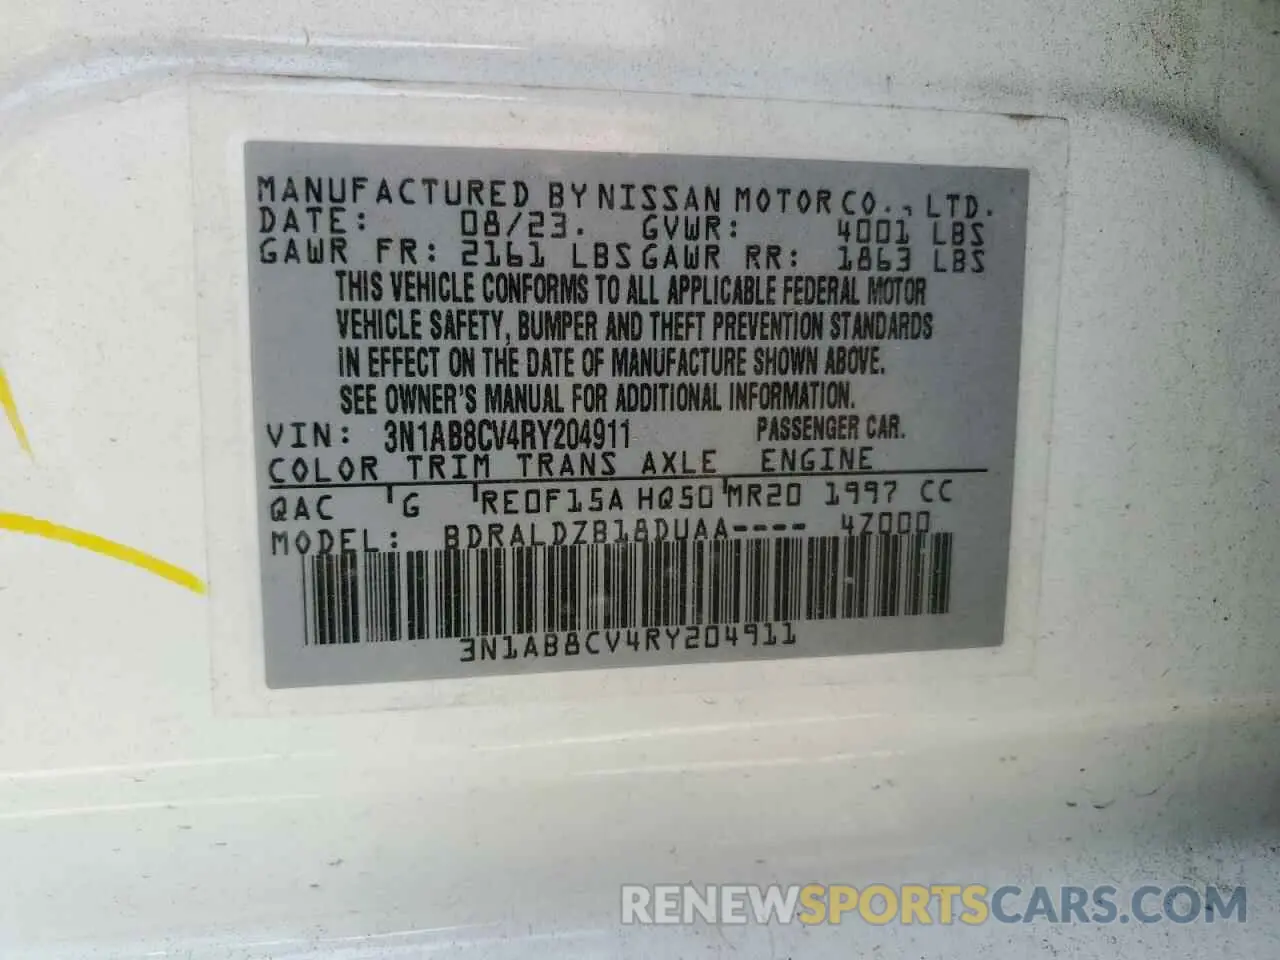 MANUFACTURED BY NISSAN MOTOR CO., LTD.
DATE: 08/23. GVWR: 4001 LBS
GAWR FR: 2161 LBS GAWR RR: 1863 LBS
THIS VEHICLE CONFORMS TO ALL APPLICABLE FEDERAL MOTOR
VEHICLE SAFETY, BUMPER AND THEFT PREVENTION STANDARDS
IN EFFECT ON THE DATE OF MANUFACTURE SHOWN ABOVE.
SEE OWNER'S MANUAL FOR ADDITIONAL INFORMATION.
VIN: 3N1AB8CV4RY204911 PASSENGER CAR.
COLOR TRIM TRANS AXLE ENGINE
QAC G RE0F15A HQ50 MR20 1997 CC
MODEL: BDRALDZB18DUAA---- 4Z000
3N1AB8CV4RY204911
RENEWSPORTSCARS.COM